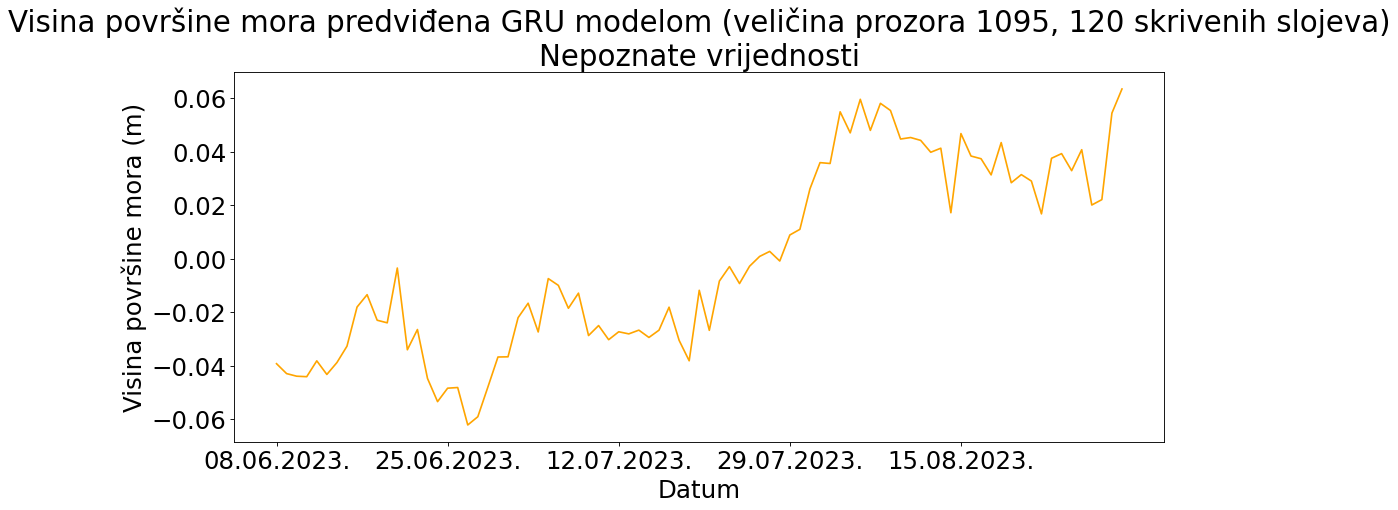 Visina površine mora predviđena GRU modelom (veličina prozora 1095, 120 skrivenih slojeva)
Nepoznate vrijednosti
Visina površine mora (m)
0.06
0.04
0.02
0.00
−0.02
−0.04
−0.06
08.06.2023. 25.06.2023. 12.07.2023. 29.07.2023. 15.08.2023.
Datum